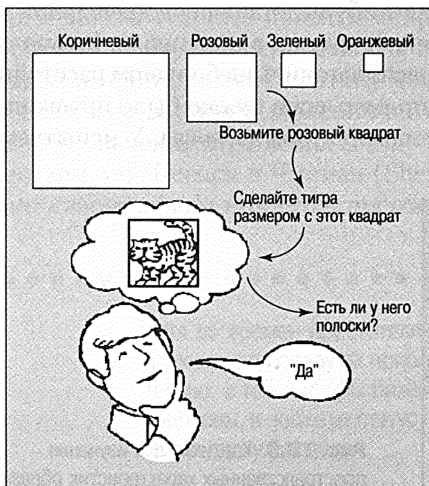 Коричневый Розовый Зеленый Оранжевый
Возьмите розовый квадрат
Сделайте тигра
размером с этот квадрат
Есть ли у него
полоски?
"Да"